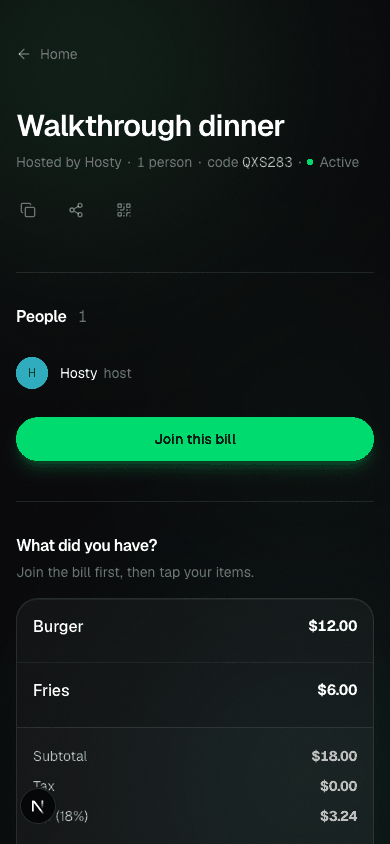 Home
Walkthrough dinner
Hosted by Hosty · 1 person · code QXS283 · Active
People 1
H Hosty host
Join this bill
What did you have?
Join the bill first, then tap your items.
Burger $12.00
Fries $6.00
Subtotal $18.00
Tax $0.00
N (18%) $3.24